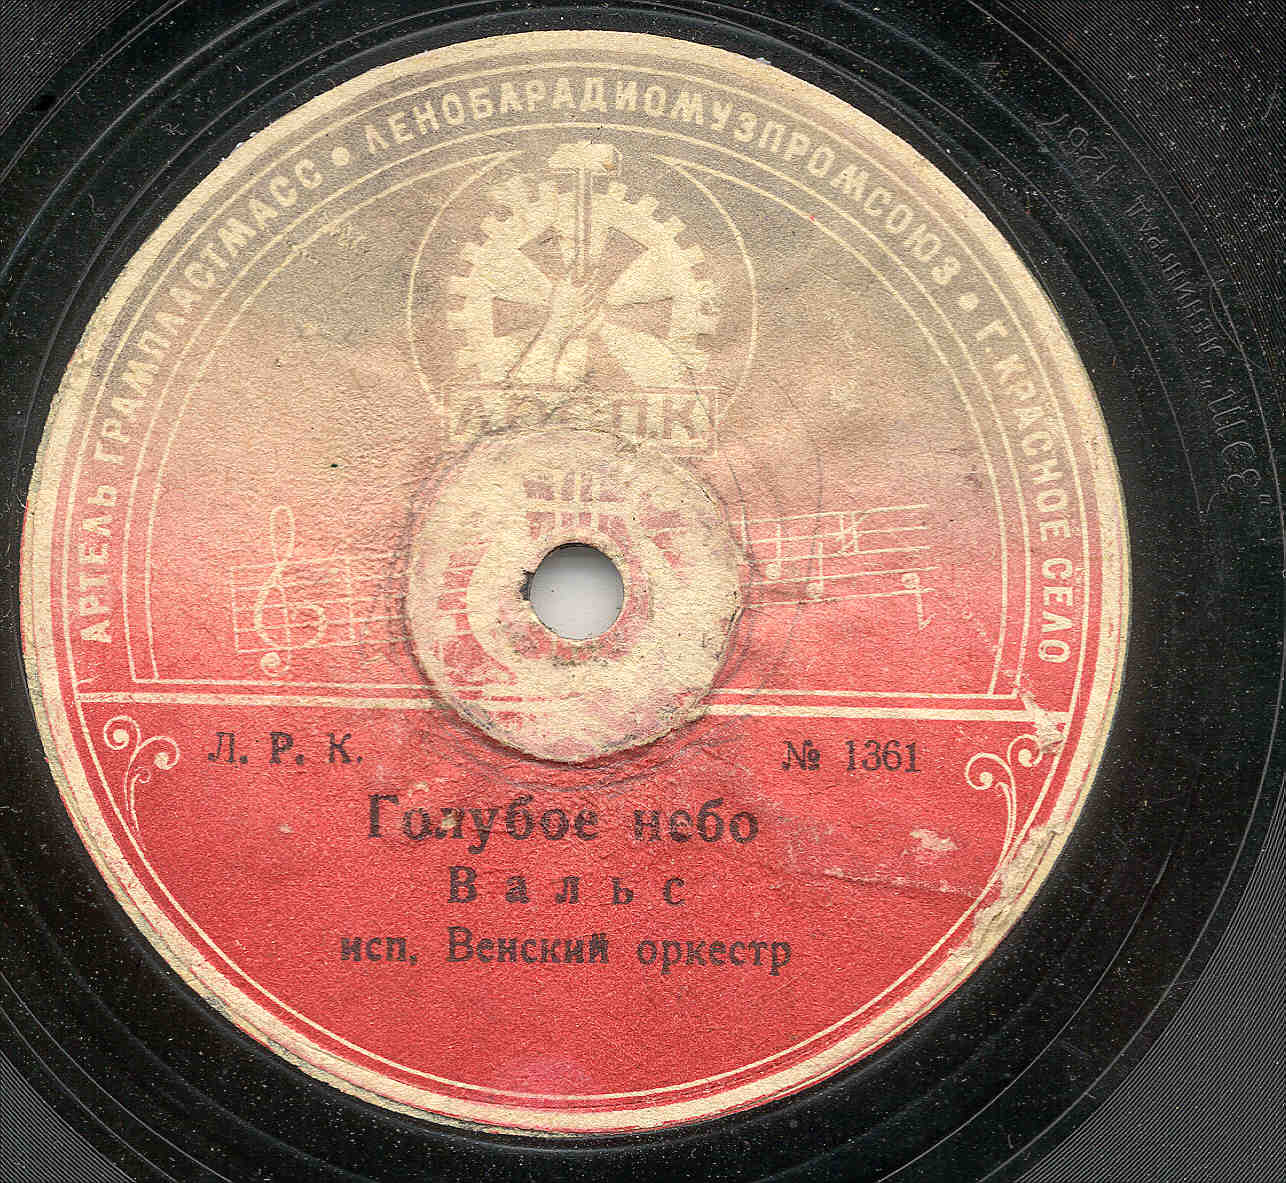 АРТЕЛЬ ГРАМПЛАСТМАСС • ЛЕНОБЛРАДИОМУЗПРОМСОЮЗ • Г. КРАСНОЕ СЕЛО
Л. Р. К.
№ 1361
Голубое небо
Вальс
исп. Венский оркестр